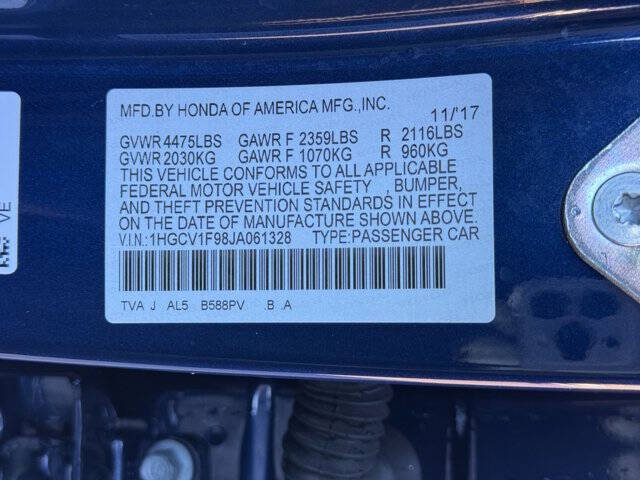 MFD.BY HONDA OF AMERICA MFG.,INC. 11/'17
GVWR 4475LBS GAWR F 2359LBS R 2116LBS
GVWR 2030KG GAWR F 1070KG R 960KG
THIS VEHICLE CONFORMS TO ALL APPLICABLE
FEDERAL MOTOR VEHICLE SAFETY , BUMPER,
AND THEFT PREVENTION STANDARDS IN EFFECT
ON THE DATE OF MANUFACTURE SHOWN ABOVE.
V.I.N.:1HGCV1F98JA061328 TYPE:PASSENGER CAR
TVA J AL5 B588PV .B .A
VE